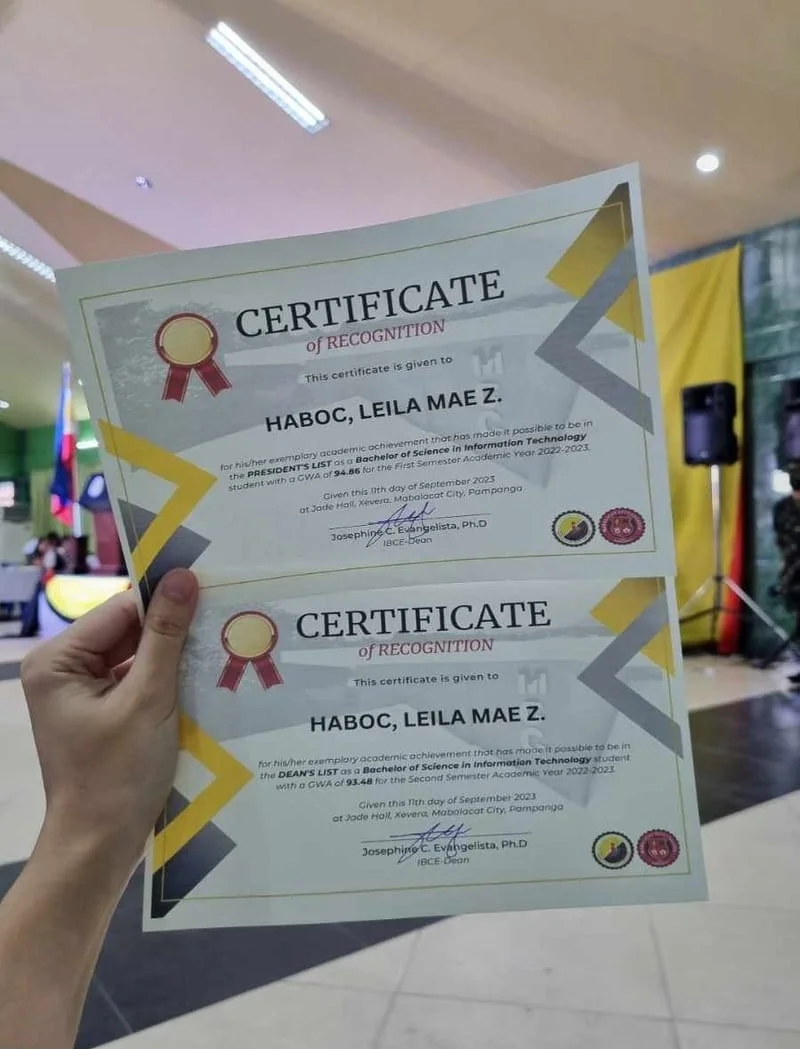 CERTIFICATE
of RECOGNITION
This certificate is given to
HABOC, LEILA MAE Z.
for his/her exemplary academic achievement that has made it possible to be in
the PRESIDENT'S LIST as a Bachelor of Science in Information Technology
student with a GWA of 94.86 for the First Semester Academic Year 2022-2023.
Given this 11th day of September 2023
at Jade Hall, Xevera, Mabalacat City, Pampanga
Josephine C. Evangelista, Ph.D
IBCE-Dean
CERTIFICATE
of RECOGNITION
This certificate is given to
HABOC, LEILA MAE Z.
for his/her exemplary academic achievement that has made it possible to be in
the DEAN'S LIST as a Bachelor of Science in Information Technology student
with a GWA of 93.48 for the Second Semester Academic Year 2022-2023.
Given this 11th day of September 2023
at Jade Hall, Xevera, Mabalacat City, Pampanga
Josephine C. Evangelista, Ph.D
IBCE-Dean